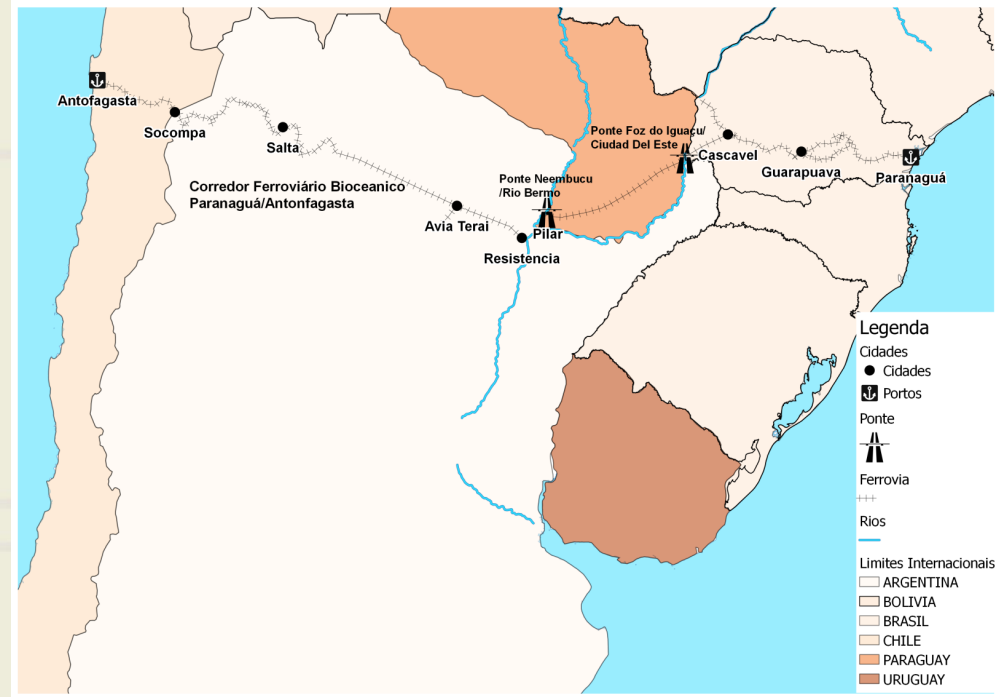 Antofagasta
Socompa
Salta
Corredor Ferroviário Bioceanico
Paranaguá/Antonfagasta
Avia Terai
Resistencia
Ponte Neembucu
/Rio Bermo
Pilar
Ponte Foz do Iguaçu/
Ciudad Del Este
Cascavel
Guarapuava
Paranaguá
Legenda
Cidades
Cidades
Portos
Ponte
Ferrovia
Rios
Limites Internacionais
ARGENTINA
BOLIVIA
BRASIL
CHILE
PARAGUAY
URUGUAY